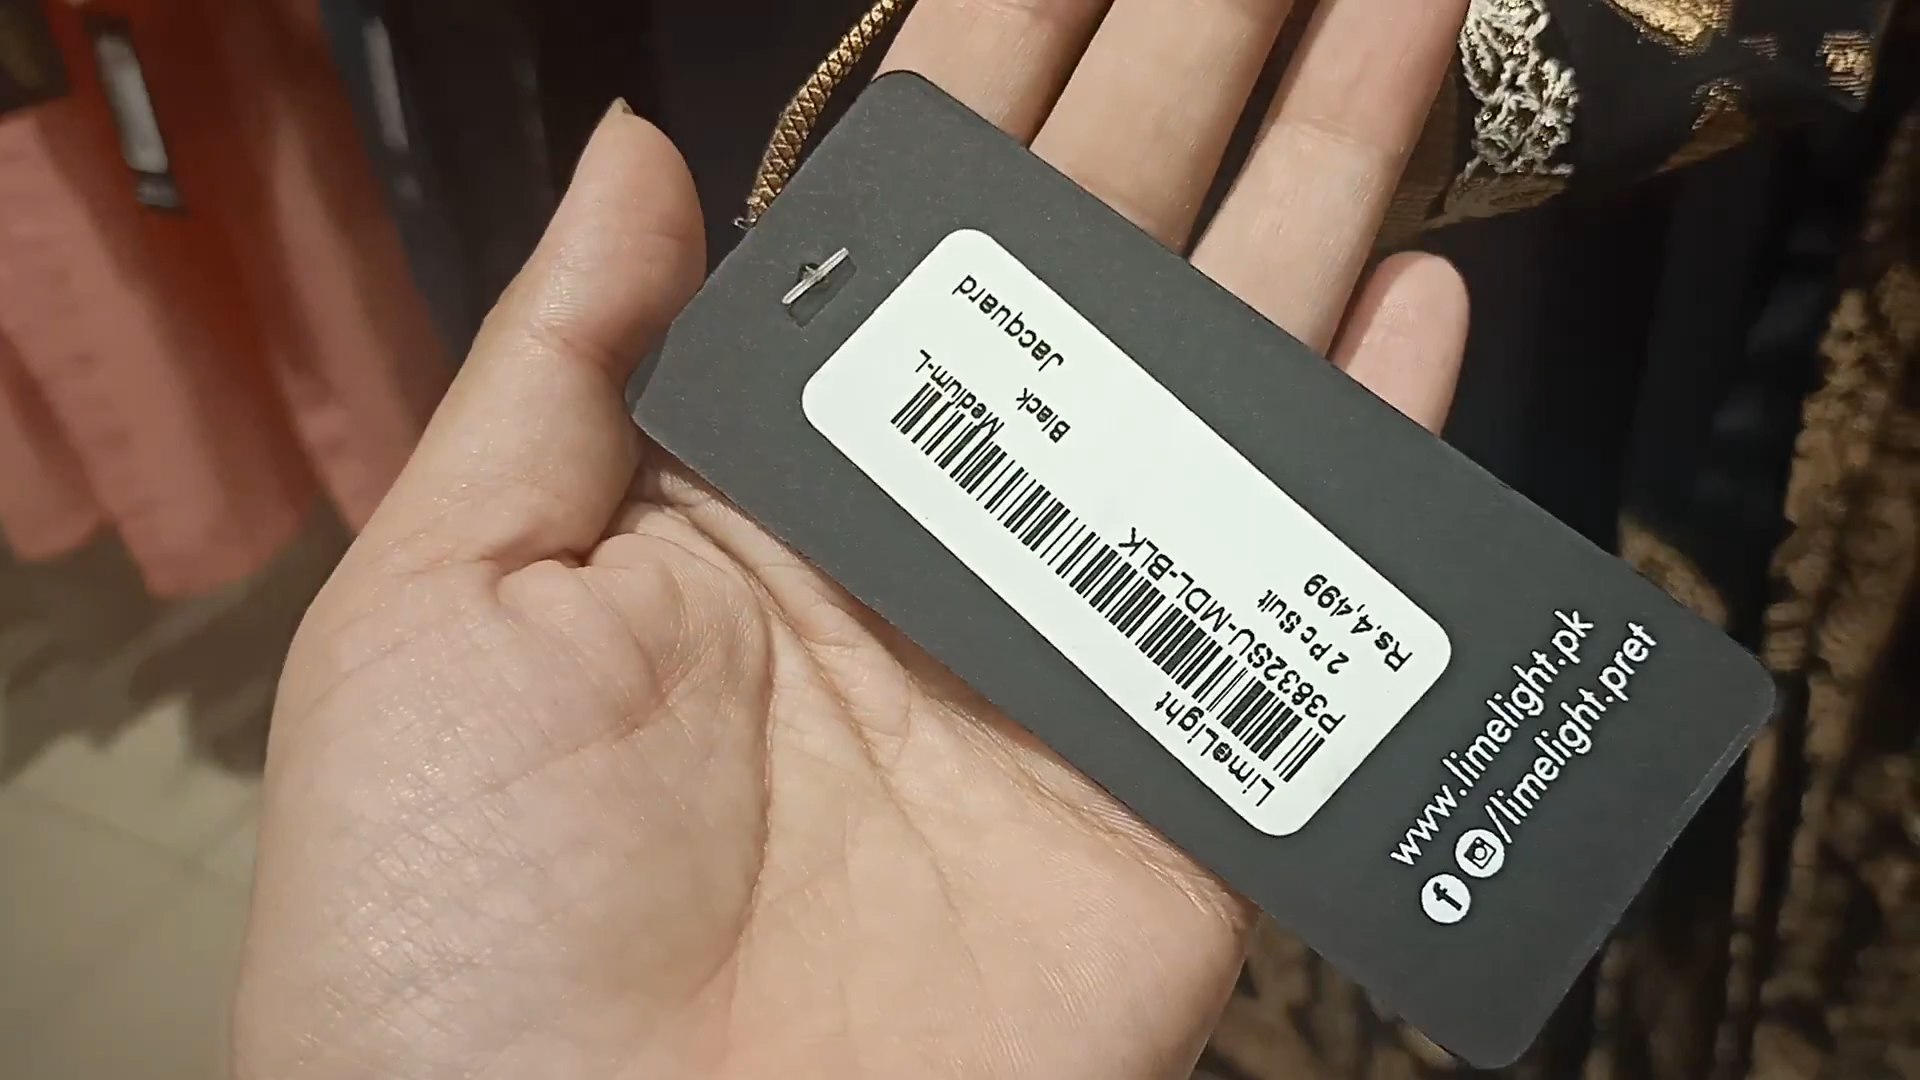 LimeLight
P3832SU-MDL-BLK
2 Pc Suit
Rs.4,499
Medium-L
Black
Jacquard
www.limelight.pk
/limelight.pret